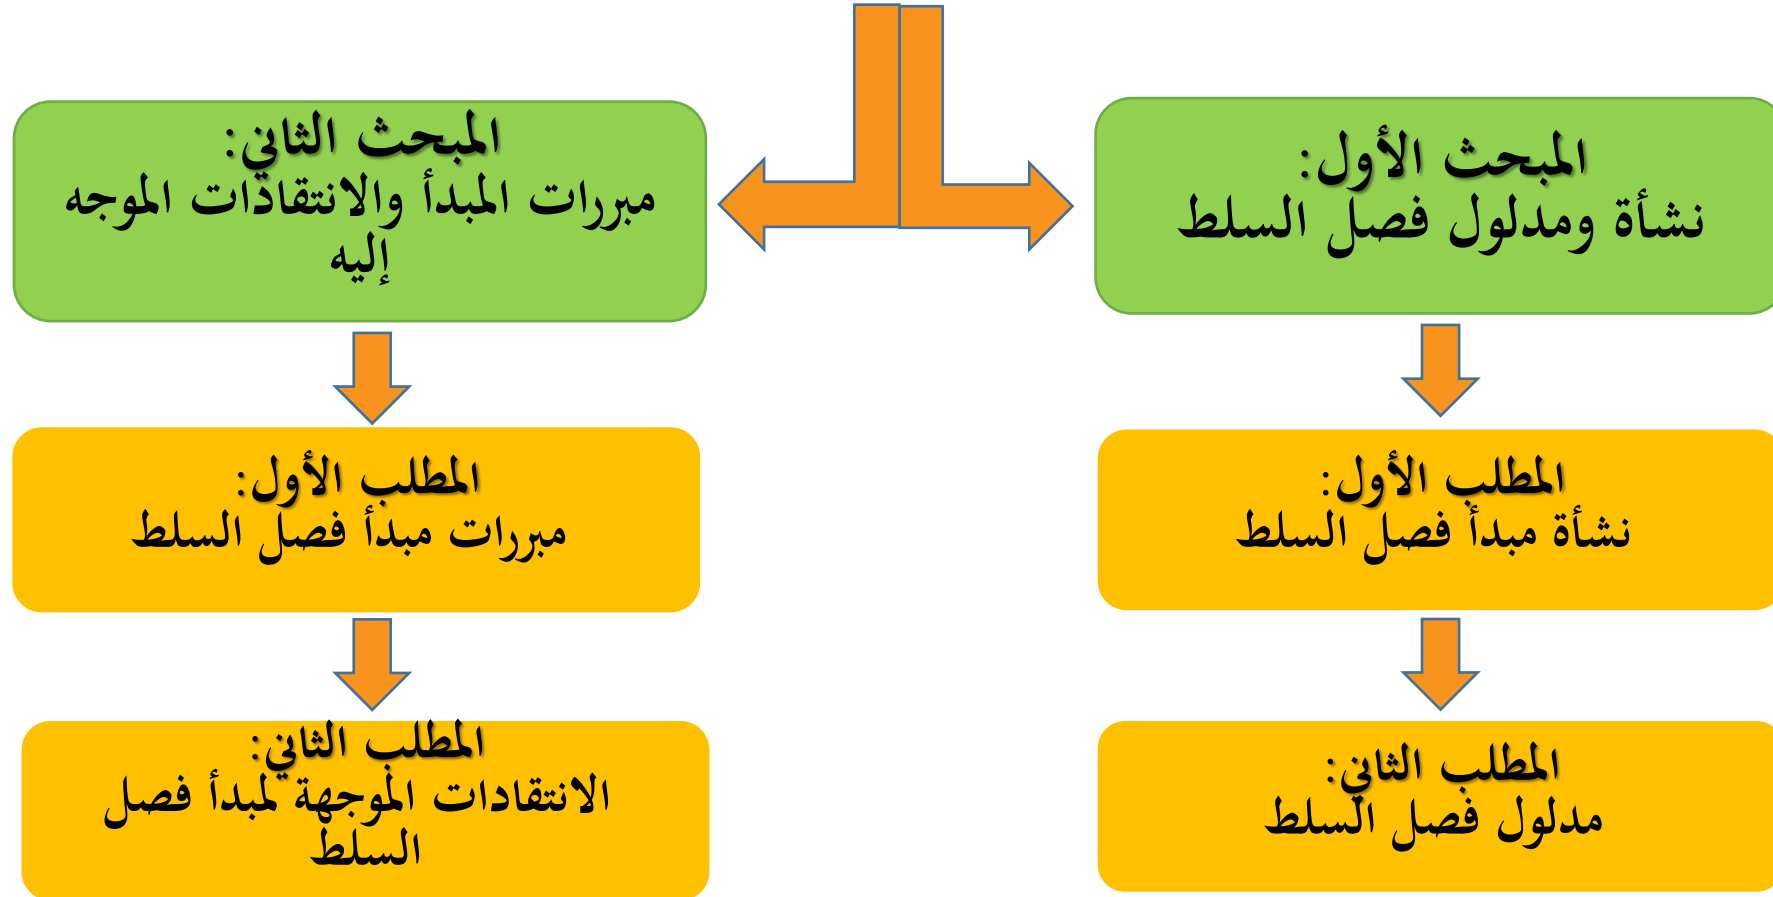 المبحث الأول:
نشأة ومدلول فصل السلط
المطلب الأول:
نشأة مبدأ فصل السلط
المطلب الثاني:
مدلول فصل السلط
المبحث الثاني:
مبررات المبدأ والانتقادات الموجه
إليه
المطلب الأول:
مبررات مبدأ فصل السلط
المطلب الثاني:
الانتقادات الموجهة لمبدأ فصل
السلط